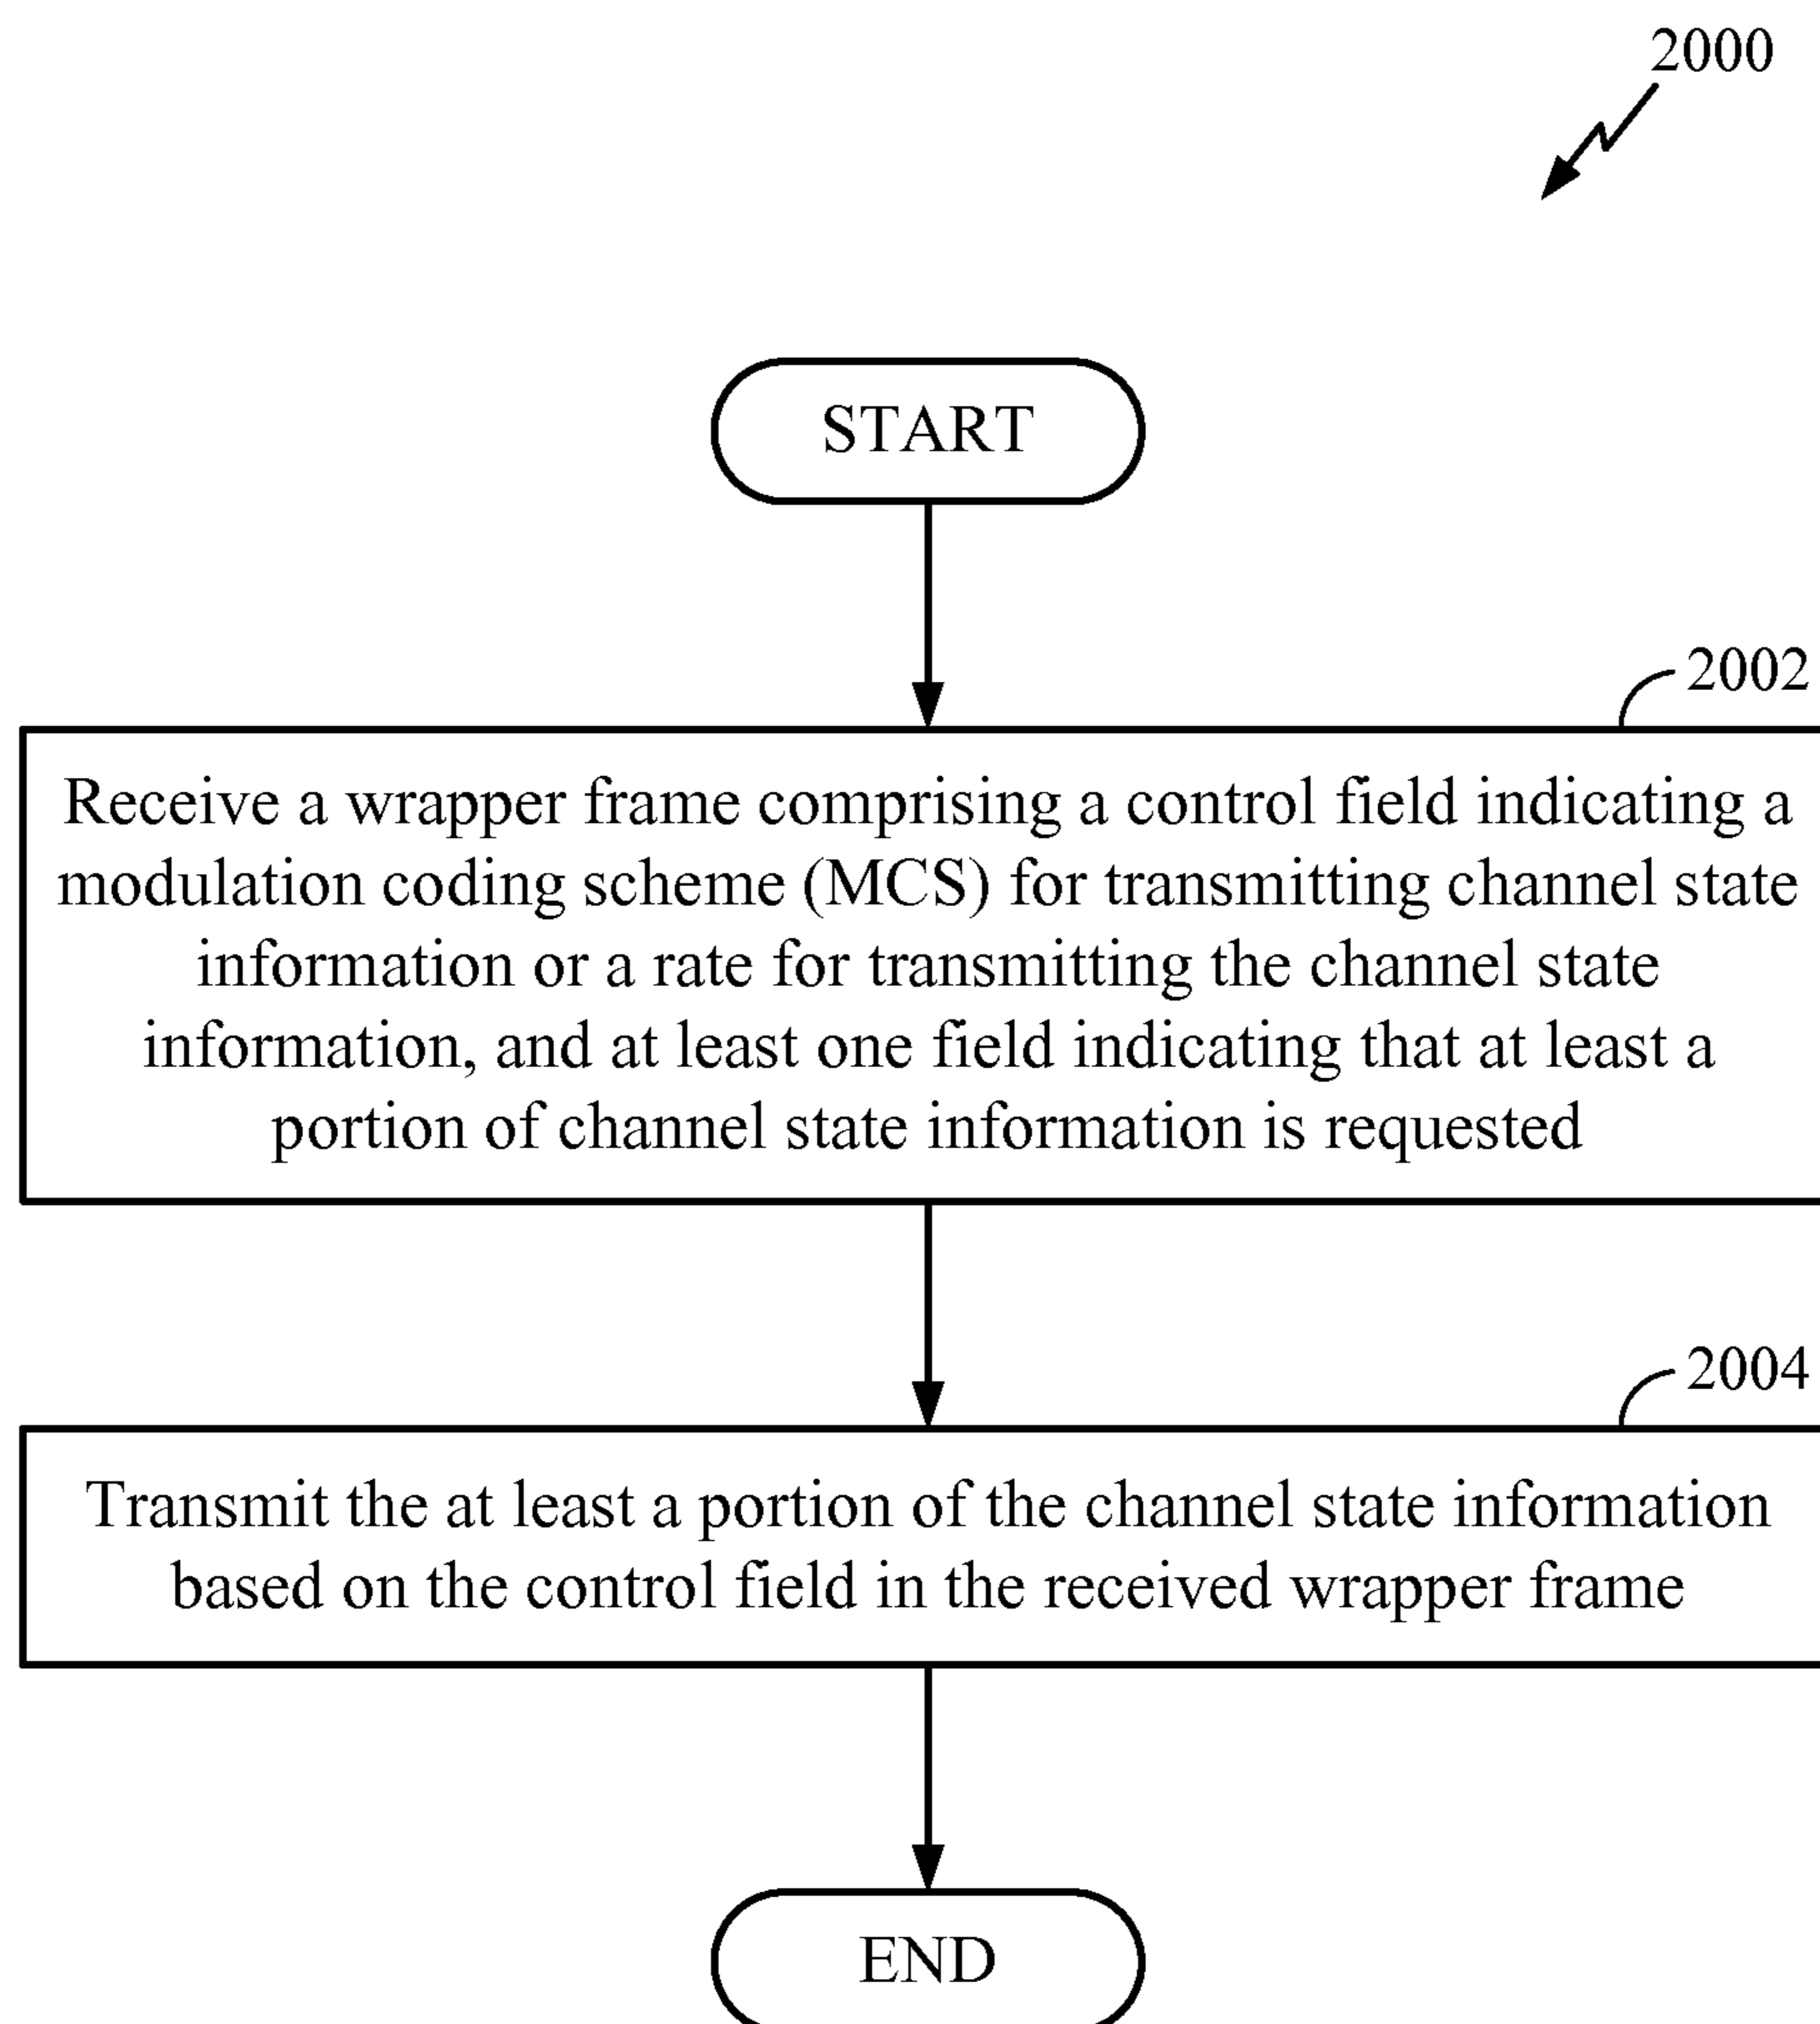 2000
START
2002
Receive a wrapper frame comprising a control field indicating a
modulation coding scheme (MCS) for transmitting channel state
information or a rate for transmitting the channel state
information, and at least one field indicating that at least a
portion of channel state information is requested
2004
Transmit the at least a portion of the channel state information
based on the control field in the received wrapper frame
END